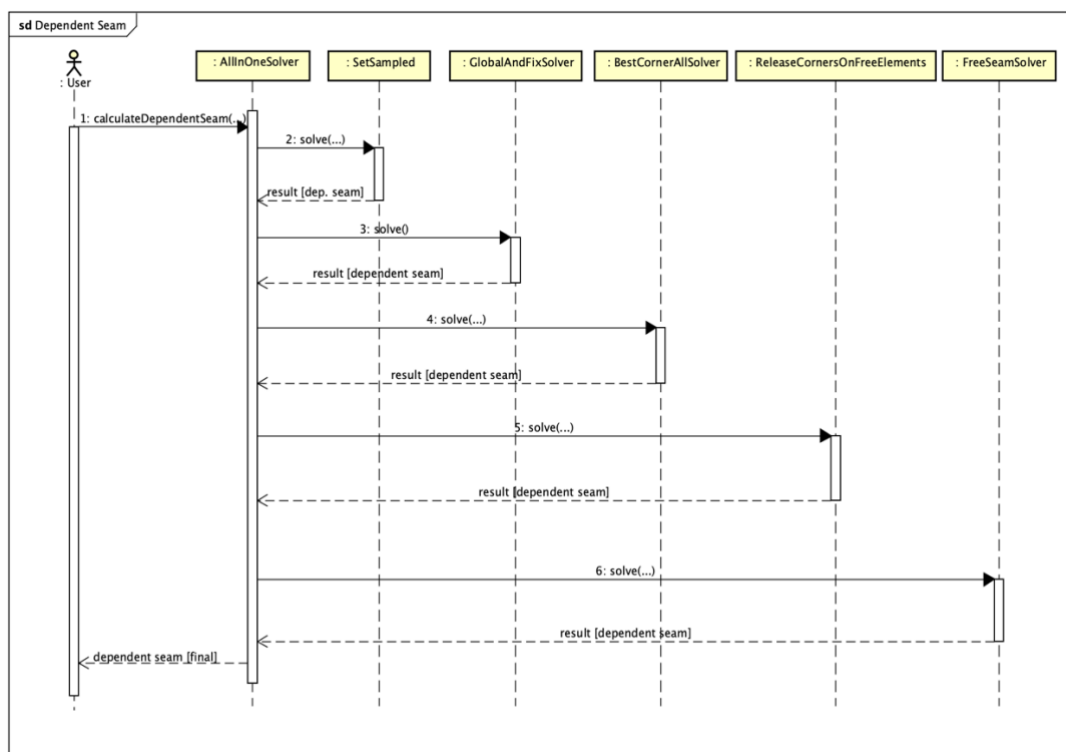 sd Dependent Seam
: User
: AllInOneSolver
: SetSampled
: GlobalAndFixSolver
: BestCornerAllSolver
: ReleaseCornersOnFreeElements
: FreeSeamSolver
1: calculateDependentSeam(...)
2: solve(...)
result [dep. seam]
3: solve()
result [dependent seam]
4: solve(...)
result [dependent seam]
5: solve(...)
result [dependent seam]
6: solve(...)
result [dependent seam]
dependent seam [final]